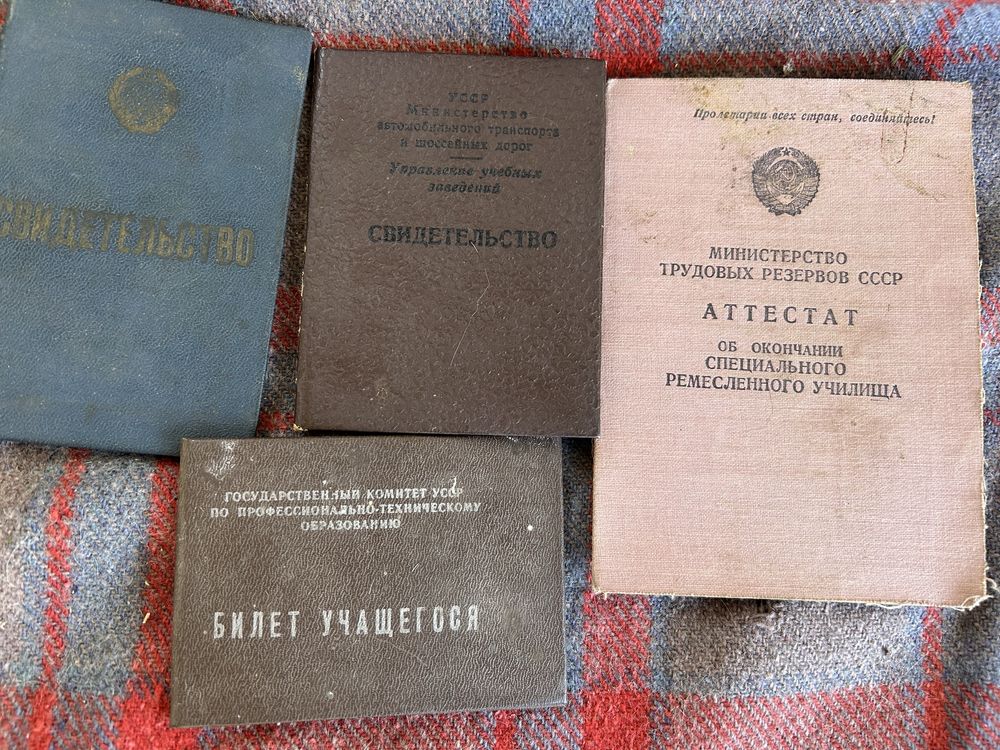 СВИДЕТЕЛЬСТВО
УССР
Министерство
автомобильного транспорта
и шоссейных дорог
Управление учебных
заведений
СВИДЕТЕЛЬСТВО
Пролетарии всех стран, соединяйтесь!
МИНИСТЕРСТВО
ТРУДОВЫХ РЕЗЕРВОВ СССР
АТТЕСТАТ
ОБ ОКОНЧАНИИ
СПЕЦИАЛЬНОГО
РЕМЕСЛЕННОГО УЧИЛИЩА
ГОСУДАРСТВЕННЫЙ КОМИТЕТ УССР
ПО ПРОФЕССИОНАЛЬНО-ТЕХНИЧЕСКОМУ
ОБРАЗОВАНИЮ
БИЛЕТ УЧАЩЕГОСЯ